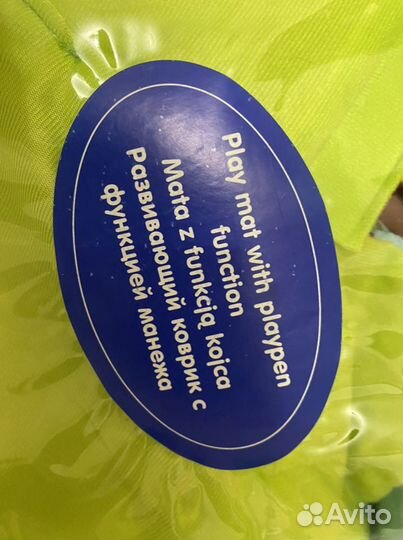 Play mat with playpen
function
Mata z funkcją kojca
Развивающий коврик с
функцией манежа
Avito